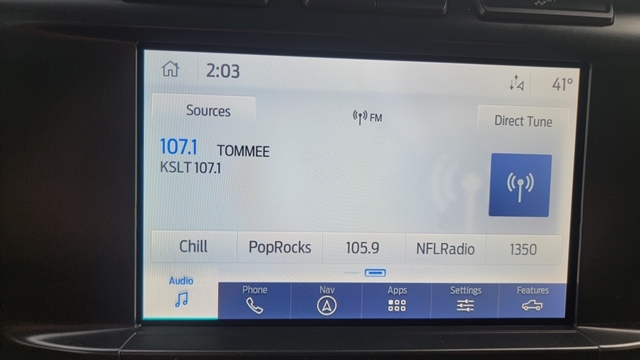 2:03
41°
Sources
FM
Direct Tune
107.1 TOMMEE
KSLT 107.1
Chill PopRocks 105.9 NFLRadio 1350
Audio Phone Nav Apps Settings Features